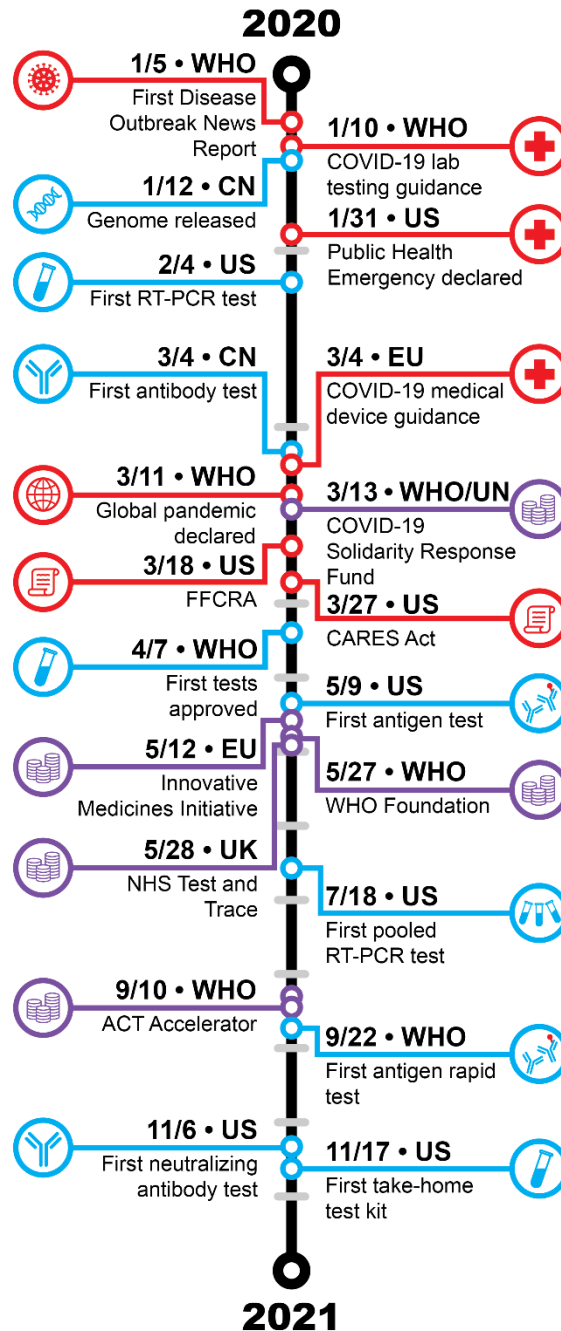 2020
1/5 • WHO
First Disease
Outbreak News
Report
1/10 • WHO
COVID-19 lab
testing guidance
1/12 • CN
Genome released
1/31 • US
Public Health
Emergency declared
2/4 • US
First RT-PCR test
3/4 • CN
First antibody test
3/4 • EU
COVID-19 medical
device guidance
3/11 • WHO
Global pandemic
declared
3/13 • WHO/UN
COVID-19
Solidarity Response
Fund
3/18 • US
FFCRA
3/27 • US
CARES Act
4/7 • WHO
First tests
approved
5/9 • US
First antigen test
5/12 • EU
Innovative
Medicines Initiative
5/27 • WHO
WHO Foundation
5/28 • UK
NHS Test and
Trace
7/18 • US
First pooled
RT-PCR test
9/10 • WHO
ACT Accelerator
9/22 • WHO
First antigen rapid
test
11/6 • US
First neutralizing
antibody test
11/17 • US
First take-home
test kit
2021